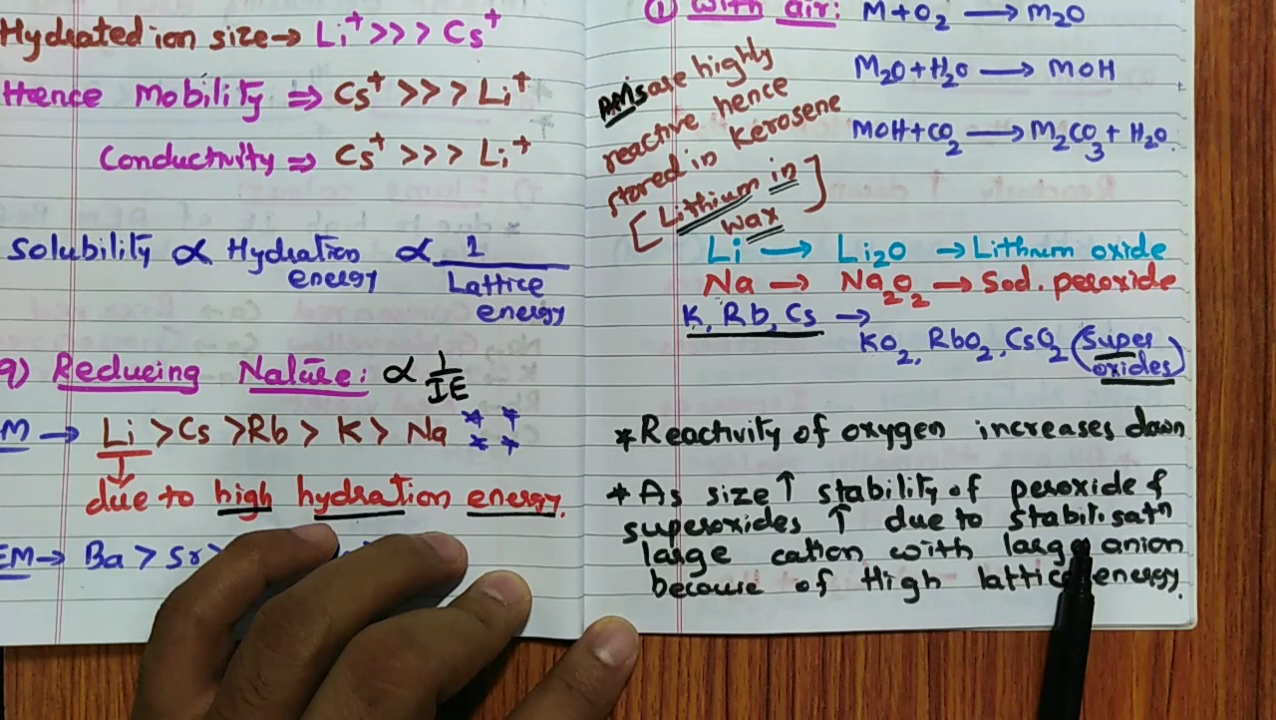 Hydrated ion size→ Li⁺ >>> Cs⁺
Hence mobility ⇒ Cs⁺ >>> Li⁺
Conductivity ⇒ Cs⁺ >>> Li⁺
Solubility ∝ Hydration energy ∝ 1/Lattice energy
9) Reducing Nature: ∝ 1/IE
M → Li > Cs > Rb > K > Na ** **
due to high hydration energy.
EM→ Ba > Sr >
① With air: M + O₂ → M₂O
M₂O + H₂O → MOH
MOH + CO₂ → M₂CO₃ + H₂O.
AMs are highly
reactive hence
stored in Kerosene
[Lithium in
wax]
Li → Li₂O → Lithium oxide
Na → Na₂O₂ → Sod. peroxide
K, Rb, Cs →
KO₂, RbO₂, CsO₂ (Super
oxides)
*Reactivity of oxygen increases down
*As size↑ stability of peroxide &
superoxides ↑ due to stabilisatn
large cation with large anion
because of High lattice energy.